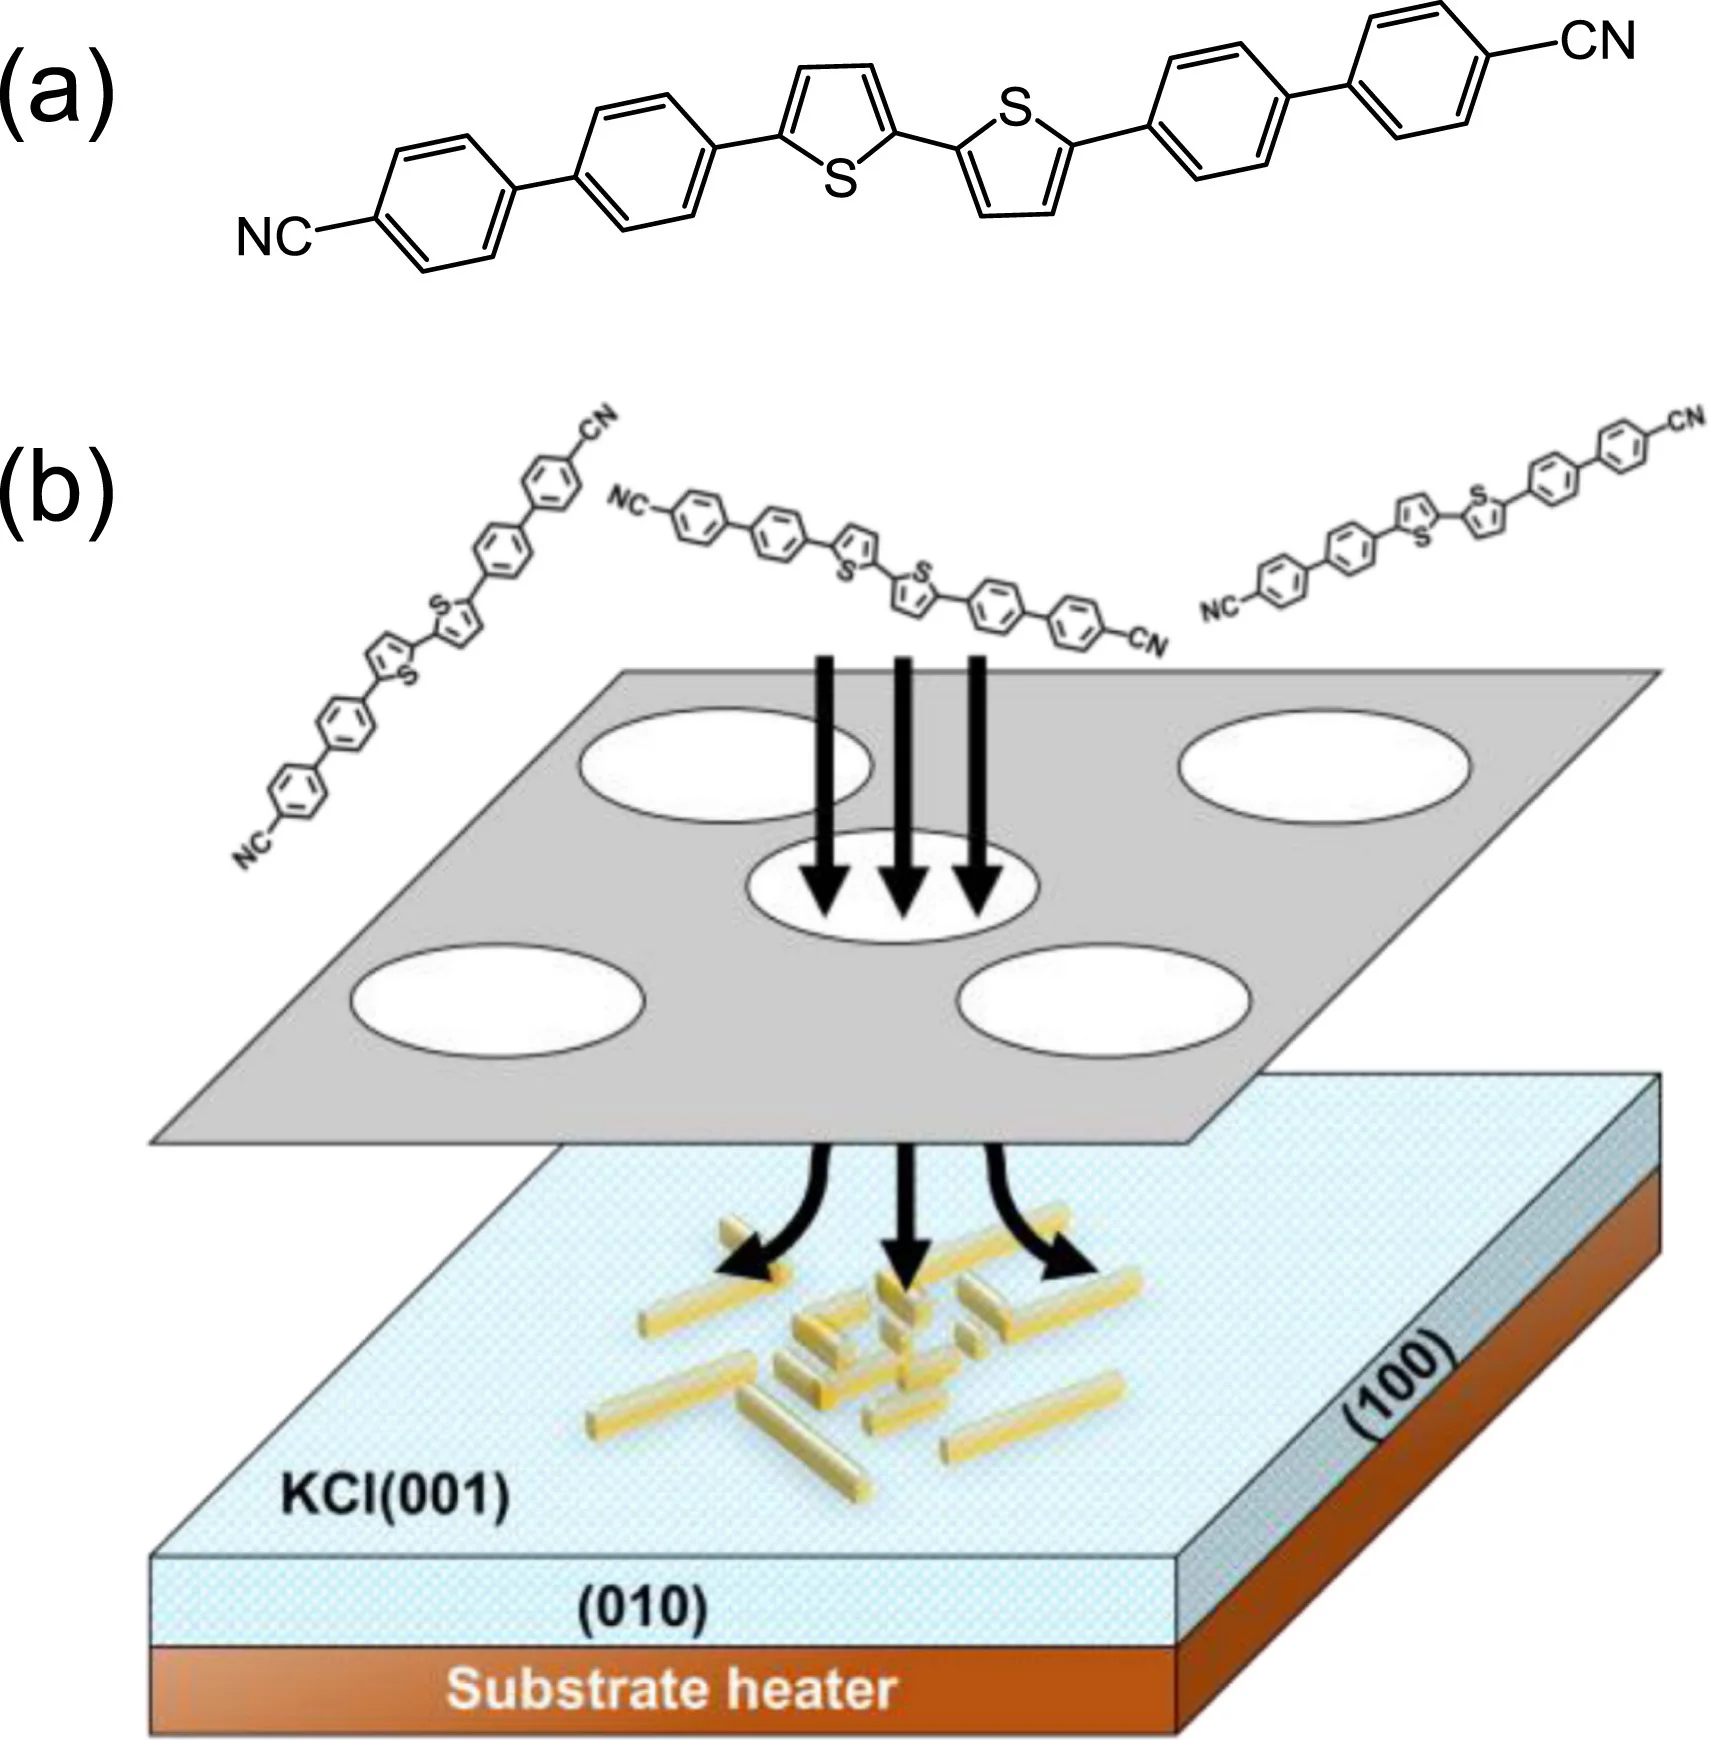 (a)
CN
S
S
NC
(b)
CN
S
S
NC
NC
S
S
CN
CN
S
S
NC
(100)
KCl(001)
(010)
Substrate heater